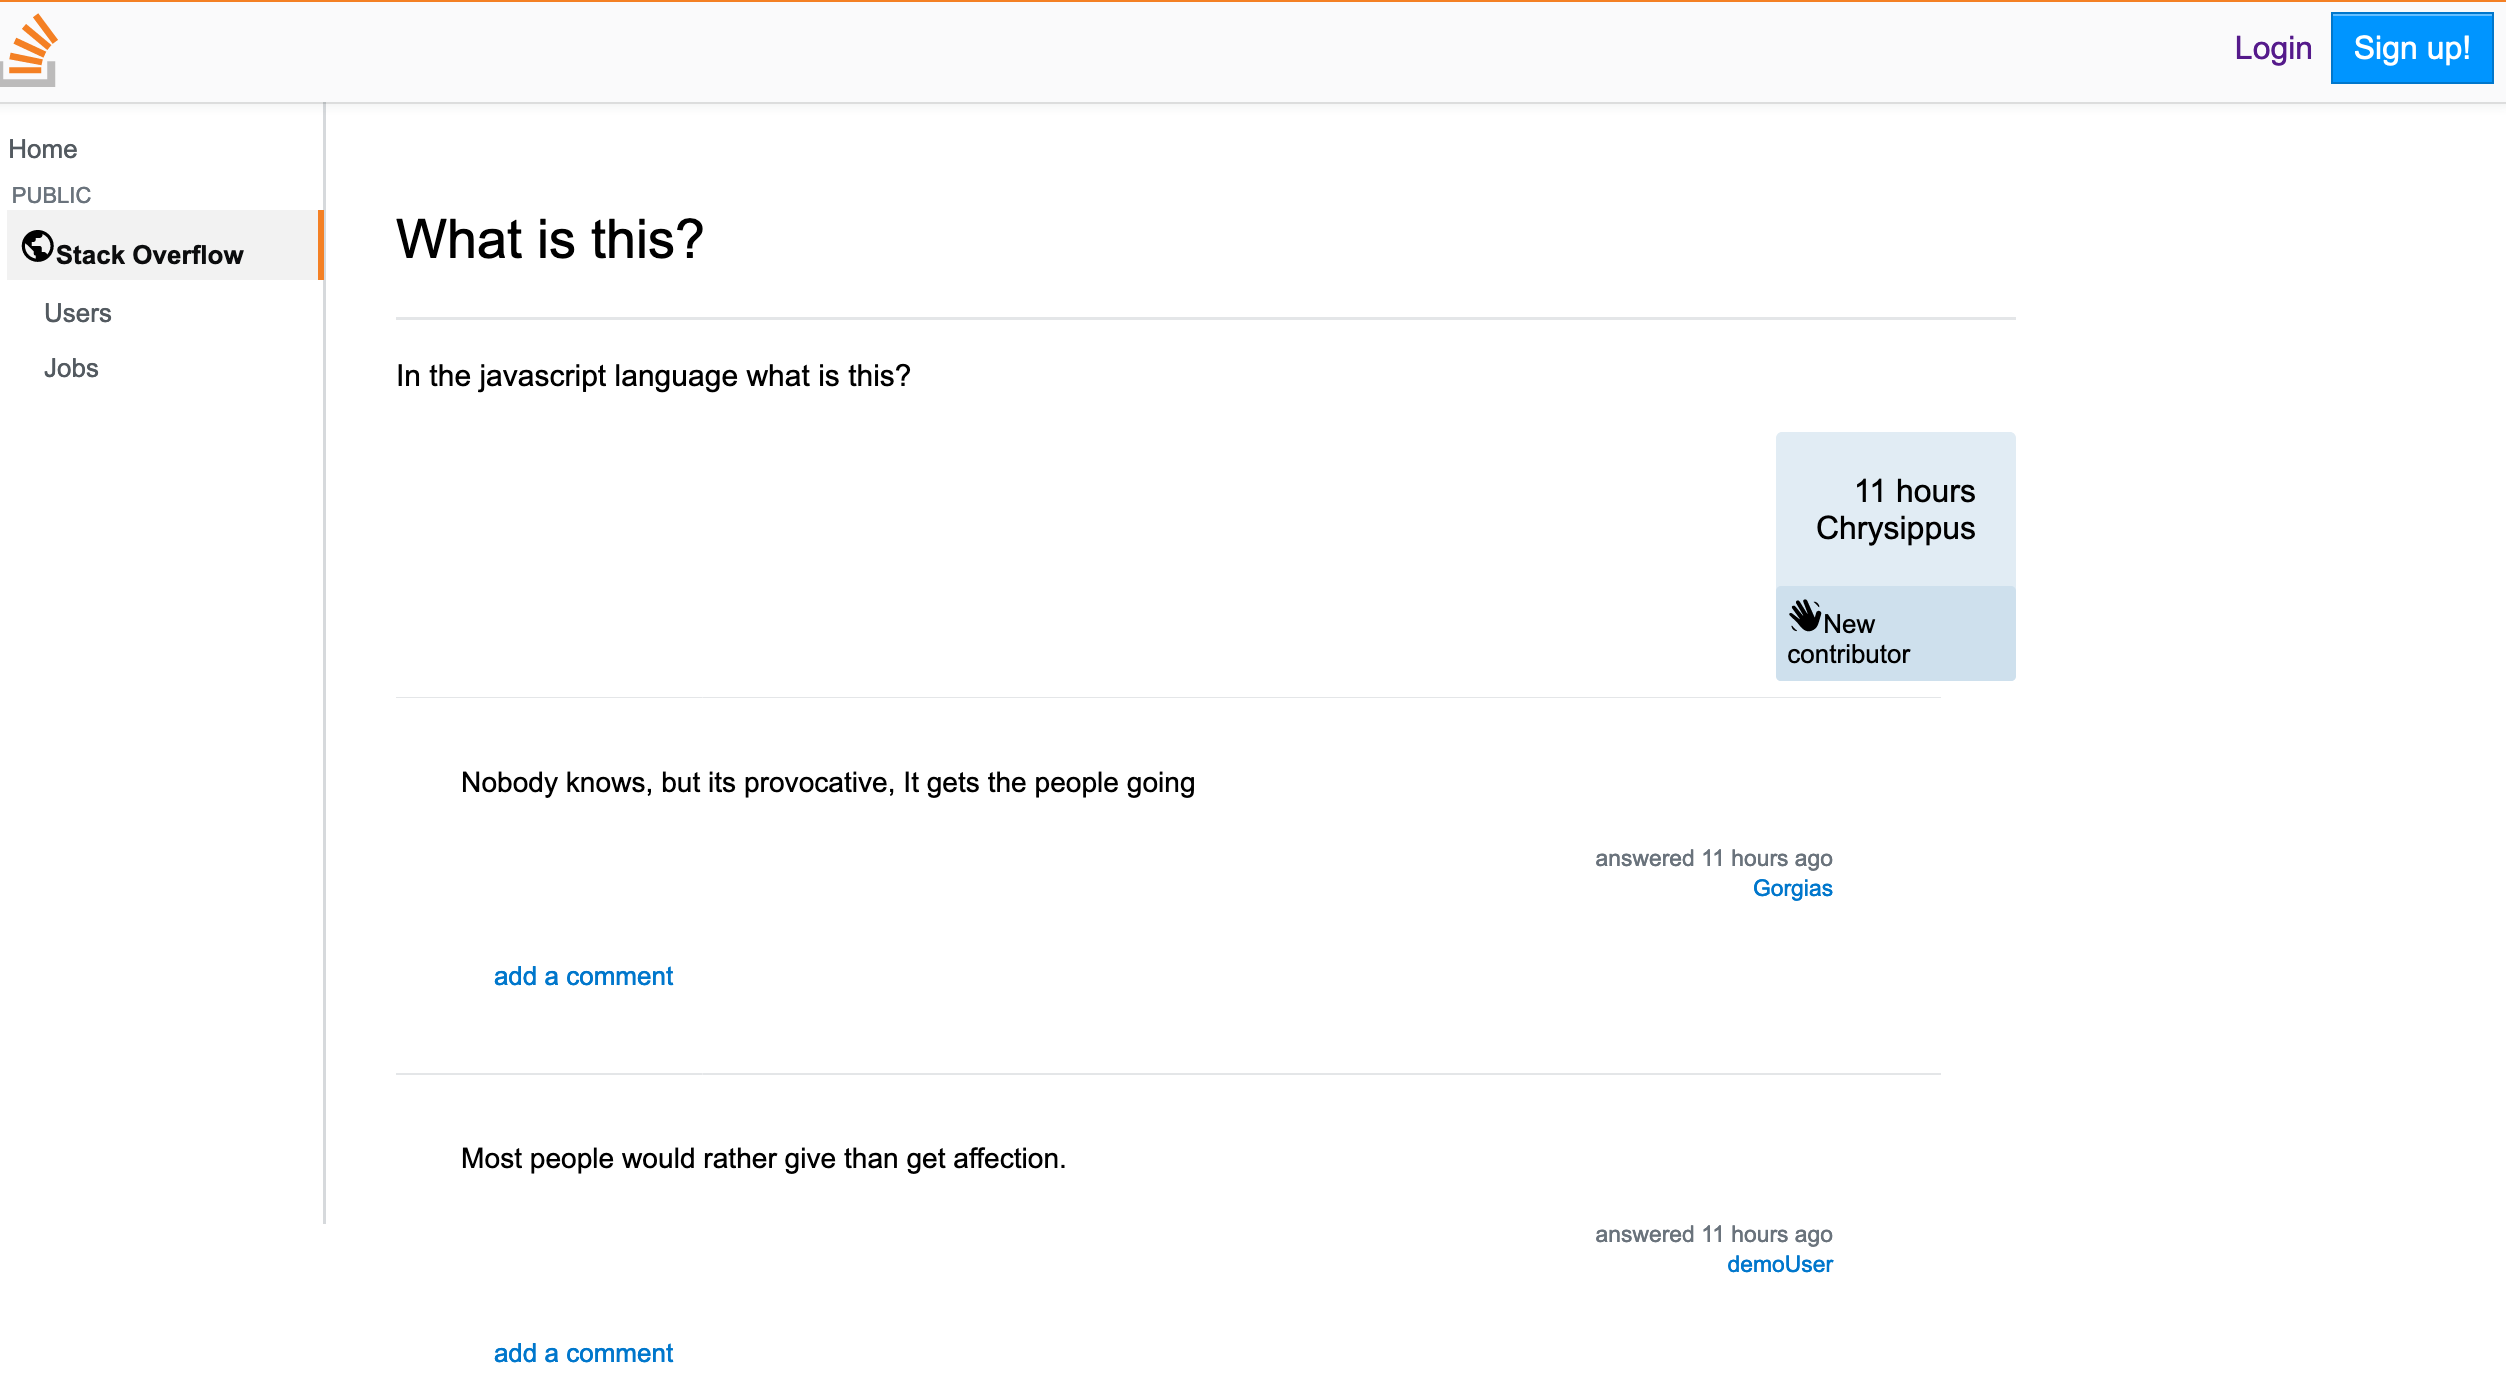 Login
Sign up!
Home
PUBLIC
Stack Overflow
Users
Jobs
What is this?
In the javascript language what is this?
11 hours
Chrysippus
New
contributor
Nobody knows, but its provocative, It gets the people going
answered 11 hours ago
Gorgias
add a comment
Most people would rather give than get affection.
answered 11 hours ago
demoUser
add a comment